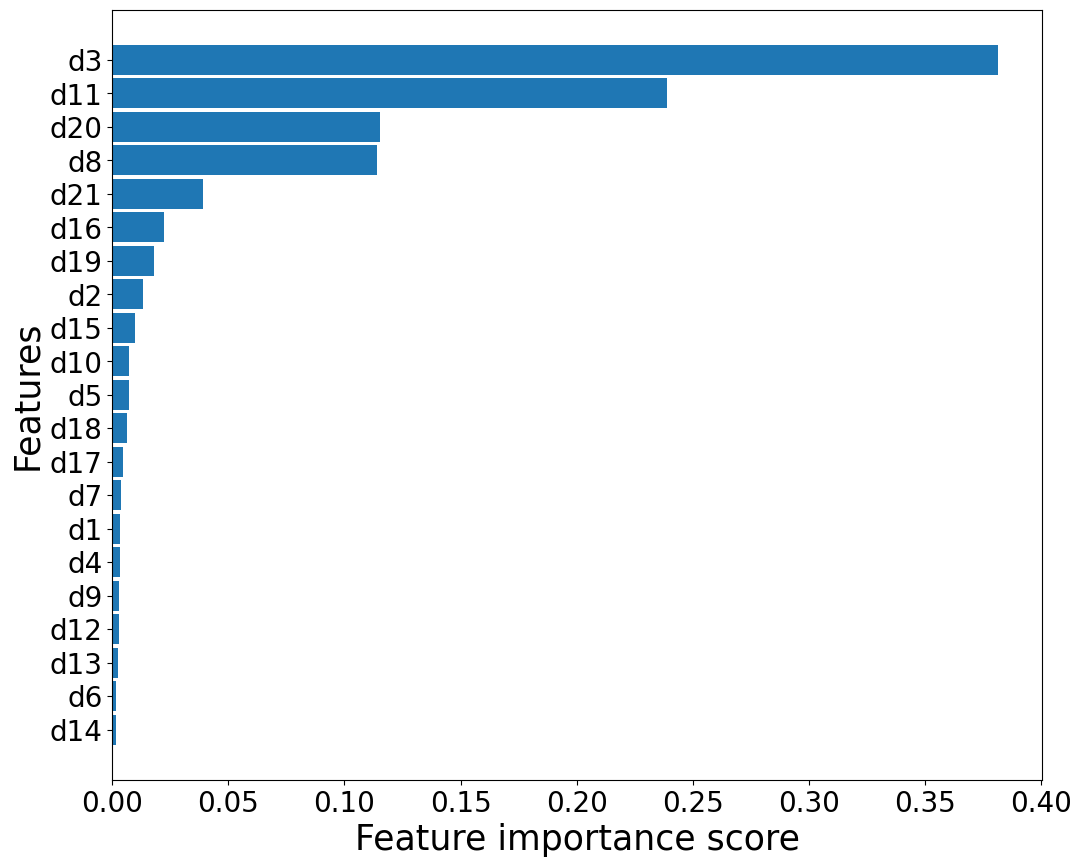 d3
d11
d20
d8
d21
d16
d19
d2
d15
d10
d5
d18
d17
d7
d1
d4
d9
d12
d13
d6
d14
Features
0.00 0.05 0.10 0.15 0.20 0.25 0.30 0.35 0.40
Feature importance score